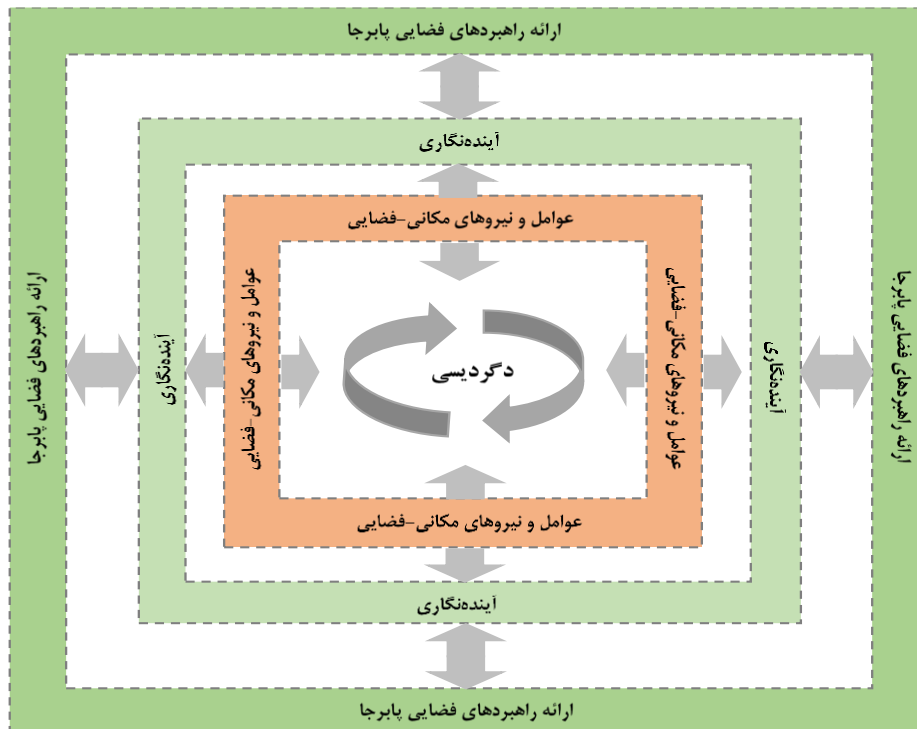 ارائه راهبردهای فضایی پابرجا
آینده‌نگاری
عوامل و نیروهای مکانی-فضایی
ارائه راهبردهای فضایی پابرجا
آینده‌نگاری
عوامل و نیروهای مکانی-فضایی
دگردیسی
عوامل و نیروهای مکانی-فضایی
آینده‌نگاری
ارائه راهبردهای فضایی پابرجا
عوامل و نیروهای مکانی-فضایی
آینده‌نگاری
ارائه راهبردهای فضایی پابرجا